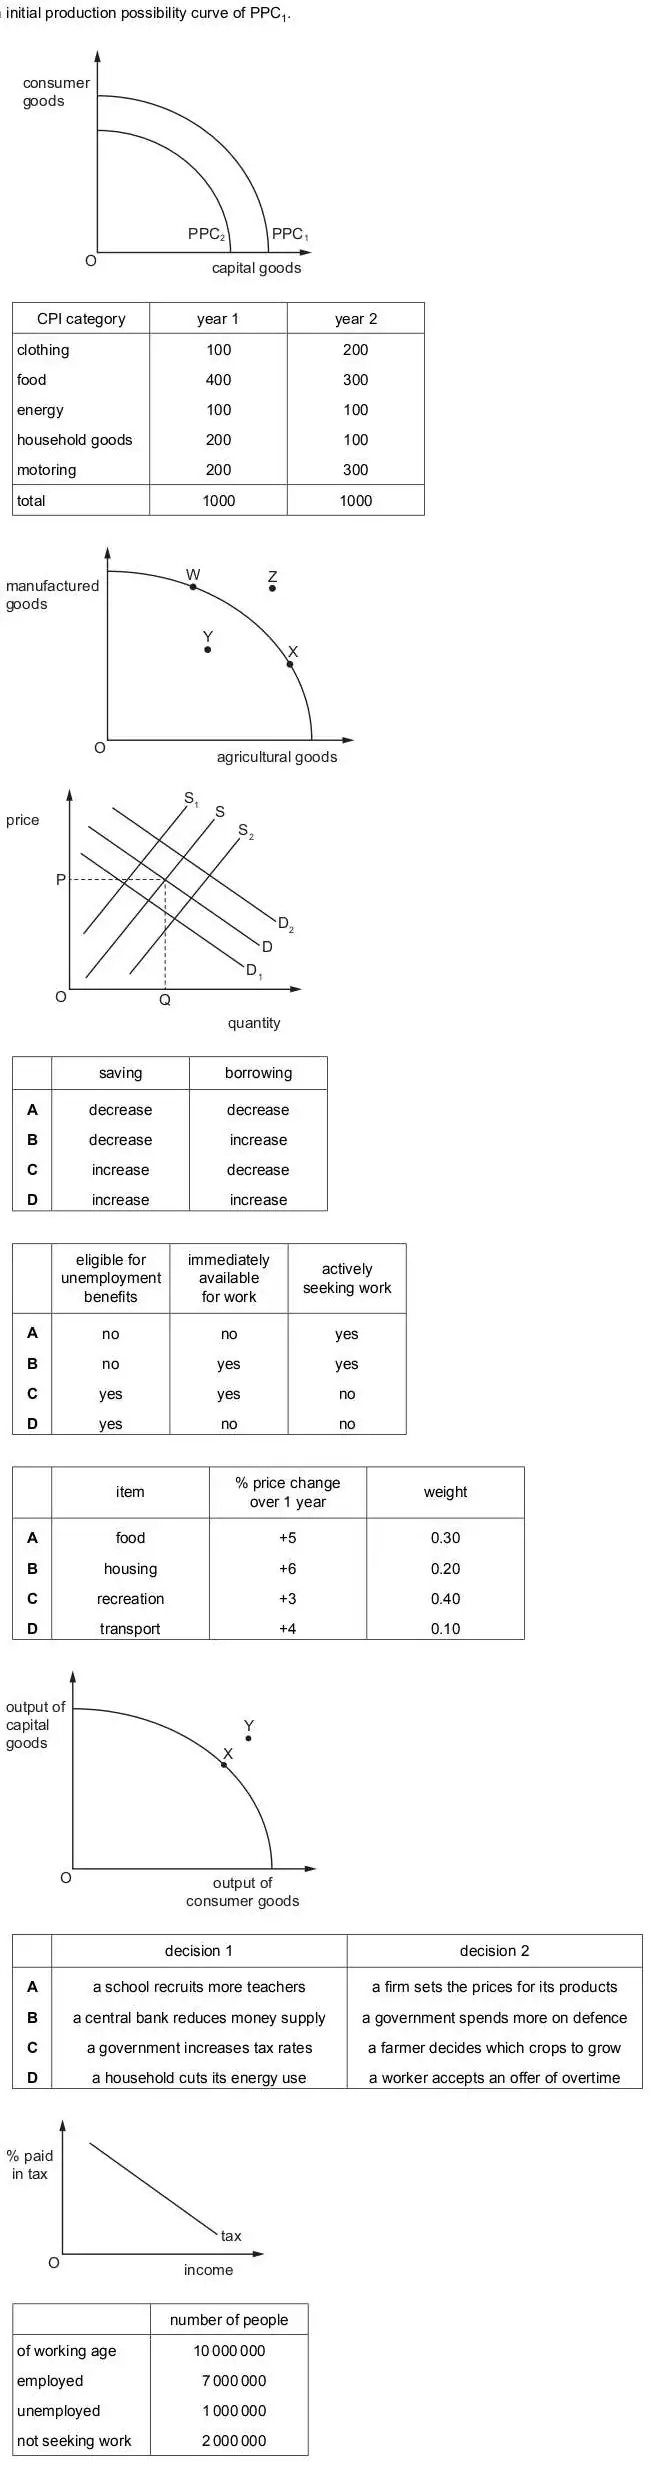 initial production possibility curve of PPC₁.
consumer
goods
PPC₂
PPC₁
O
capital goods
CPI category year 1 year 2
clothing 100 200
food 400 300
energy 100 100
household goods 200 100
motoring 200 300
total 1000 1000
manufactured
goods
W
Z
Y
X
O
agricultural goods
price
S₁
S
S₂
P
D₂
D
D₁
O
Q
quantity
saving borrowing
A decrease decrease
B decrease increase
C increase decrease
D increase increase
eligible for
unemployment
benefits
immediately
available
for work
actively
seeking work
A no no yes
B no yes yes
C yes yes no
D yes no no
item
% price change
over 1 year
weight
A food +5 0.30
B housing +6 0.20
C recreation +3 0.40
D transport +4 0.10
output of
capital
goods
Y
X
O
output of
consumer goods
decision 1 decision 2
A a school recruits more teachers a firm sets the prices for its products
B a central bank reduces money supply a government spends more on defence
C a government increases tax rates a farmer decides which crops to grow
D a household cuts its energy use a worker accepts an offer of overtime
% paid
in tax
tax
O
income
number of people
of working age 10 000 000
employed 7 000 000
unemployed 1 000 000
not seeking work 2 000 000